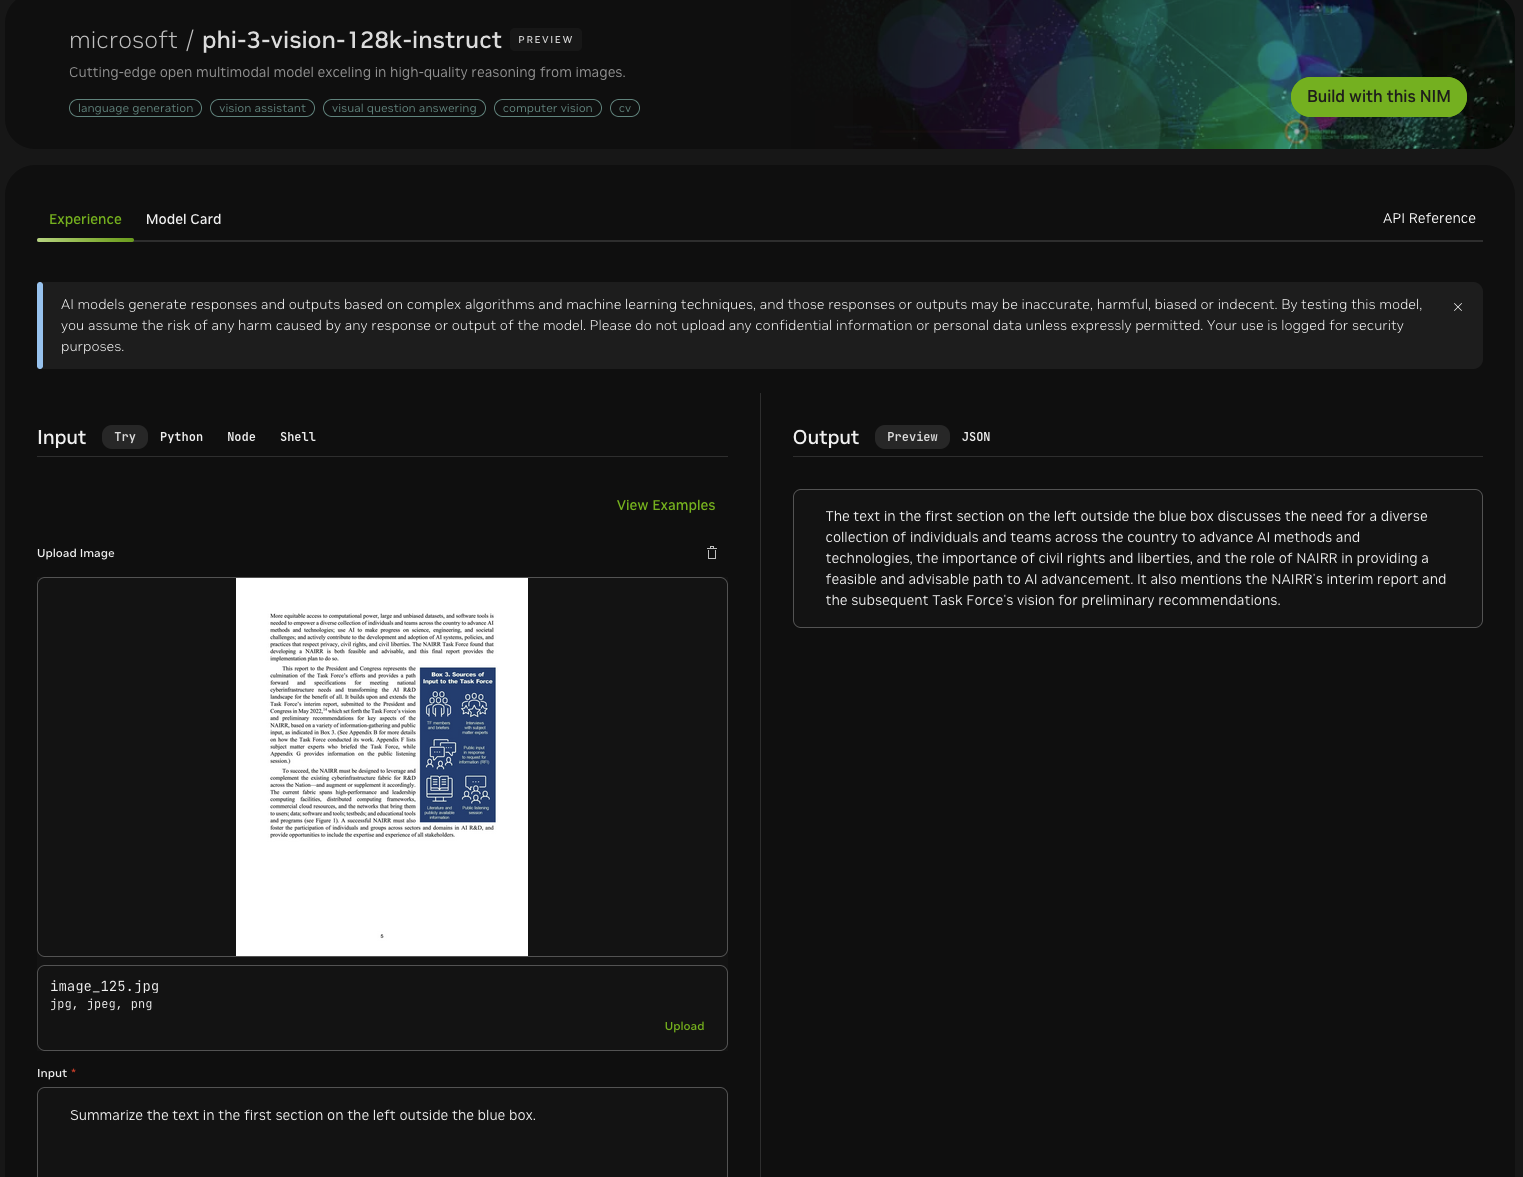 microsoft / phi-3-vision-128k-instruct PREVIEW
Cutting-edge open multimodal model exceling in high-quality reasoning from images.
language generation vision assistant visual question answering computer vision cv
Build with this NIM
Experience Model Card API Reference
AI models generate responses and outputs based on complex algorithms and machine learning techniques, and those responses or outputs may be inaccurate, harmful, biased or indecent. By testing this model,
you assume the risk of any harm caused by any response or output of the model. Please do not upload any confidential information or personal data unless expressly permitted. Your use is logged for security
purposes.
Input Try Python Node Shell
View Examples
Upload Image
More equitable access to computational power, large and unbiased datasets, and software tools is
needed to empower a diverse collection of individuals and teams across the country to advance AI
methods and technologies; use AI to make progress on science, engineering, and societal
challenges; and actively contribute to the development and adoption of AI systems, policies, and
practices that respect privacy, civil rights, and civil liberties. The NAIRR Task Force found that
developing a NAIRR is both feasible and advisable, and this final report provides the
implementation plan to do so.
This report to the President and Congress represents the
culmination of the Task Force's efforts and provides a path
forward and specifications for meeting national
cyberinfrastructure needs and transforming the AI R&D
landscape for the benefit of all. It builds upon and extends the
Task Force's interim report, submitted to the President and
Congress in May 2022, which set forth the Task Force's vision
and preliminary recommendations for key aspects of the
NAIRR, based on a variety of information-gathering and public
input, as indicated in Box 3. (See Appendix B for more details
on how the Task Force conducted its work. Appendix F lists
subject matter experts who briefed the Task Force, while
Appendix G provides information on the public listening
session.)
To succeed, the NAIRR must be designed to leverage and
complement the existing cyberinfrastructure fabric for R&D
across the Nation—and augment or supplement it accordingly.
The current fabric spans high-performance and leadership
computing facilities, distributed computing frameworks,
commercial cloud resources, and the networks that bring them
to users; data; software and tools; testbeds; and educational tools
and programs (see Figure 1). A successful NAIRR must also
foster the participation of individuals and groups across sectors and domains in AI R&D, and
provide opportunities to include the expertise and experience of all stakeholders.
Box 3. Sources of
Input to the Task Force
TF members
and briefers
Interviews
with subject
matter experts
Public input
in response
to request for
information (RFI)
Literature and
publicly available
information
Public listening
session
5
image_125.jpg
jpg, jpeg, png
Upload
Input *
Summarize the text in the first section on the left outside the blue box.
Output Preview JSON
The text in the first section on the left outside the blue box discusses the need for a diverse
collection of individuals and teams across the country to advance AI methods and
technologies, the importance of civil rights and liberties, and the role of NAIRR in providing a
feasible and advisable path to AI advancement. It also mentions the NAIRR's interim report and
the subsequent Task Force's vision for preliminary recommendations.